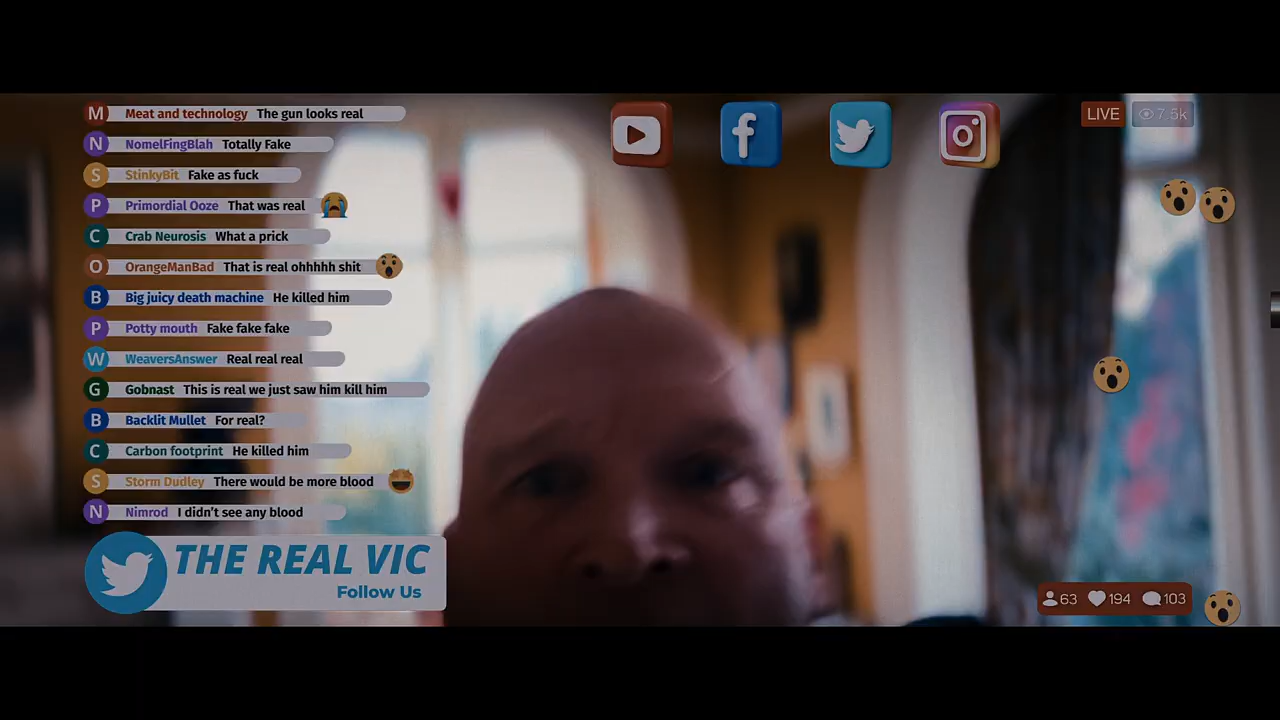 M Meat and technology The gun looks real
N NomelFingBlah Totally Fake
S StinkyBit Fake as fuck
P Primordial Ooze That was real
C Crab Neurosis What a prick
O OrangeManBad That is real ohhhhh shit
B Big juicy death machine He killed him
P Potty mouth Fake fake fake
W WeaversAnswer Real real real
G Gobnast This is real we just saw him kill him
B Backlit Mullet For real?
C Carbon footprint He killed him
S Storm Dudley There would be more blood
N Nimrod I didn't see any blood
THE REAL VIC
Follow Us
f
LIVE 7.5k
63 194 103